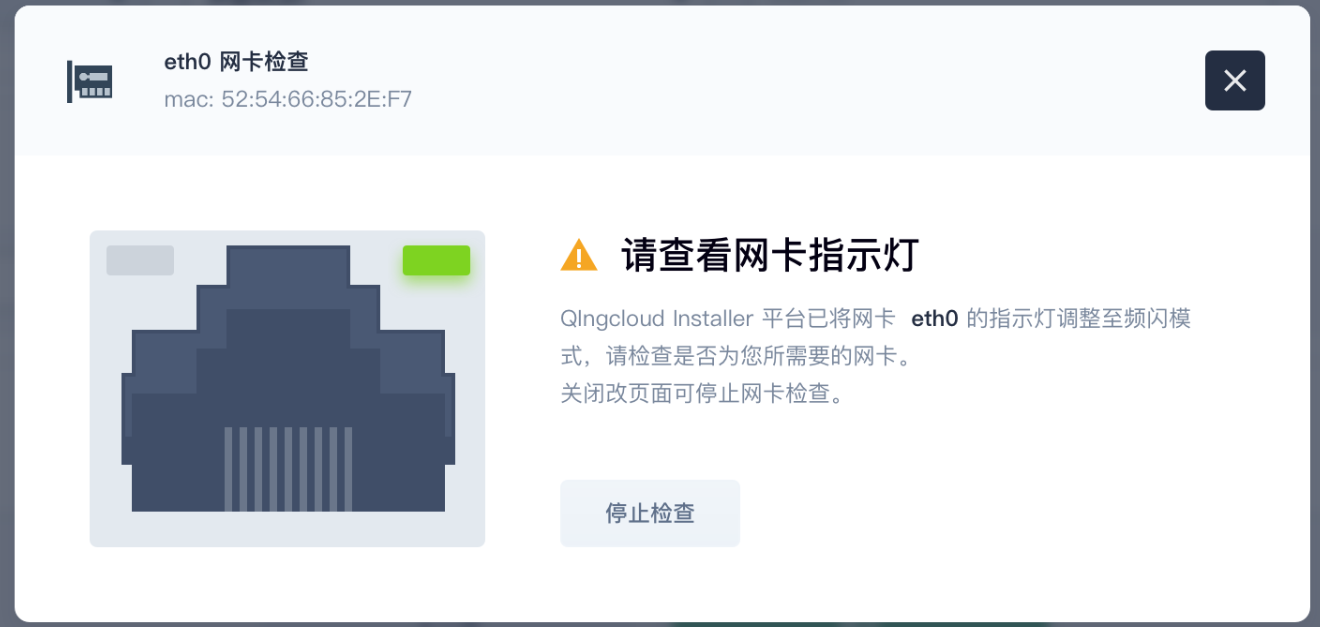 eth0 网卡检查
mac: 52:54:66:85:2E:F7
请查看网卡指示灯
QIngcloud Installer 平台已将网卡 eth0 的指示灯调整至频闪模
式，请检查是否为您所需要的网卡。
关闭改页面可停止网卡检查。
停止检查